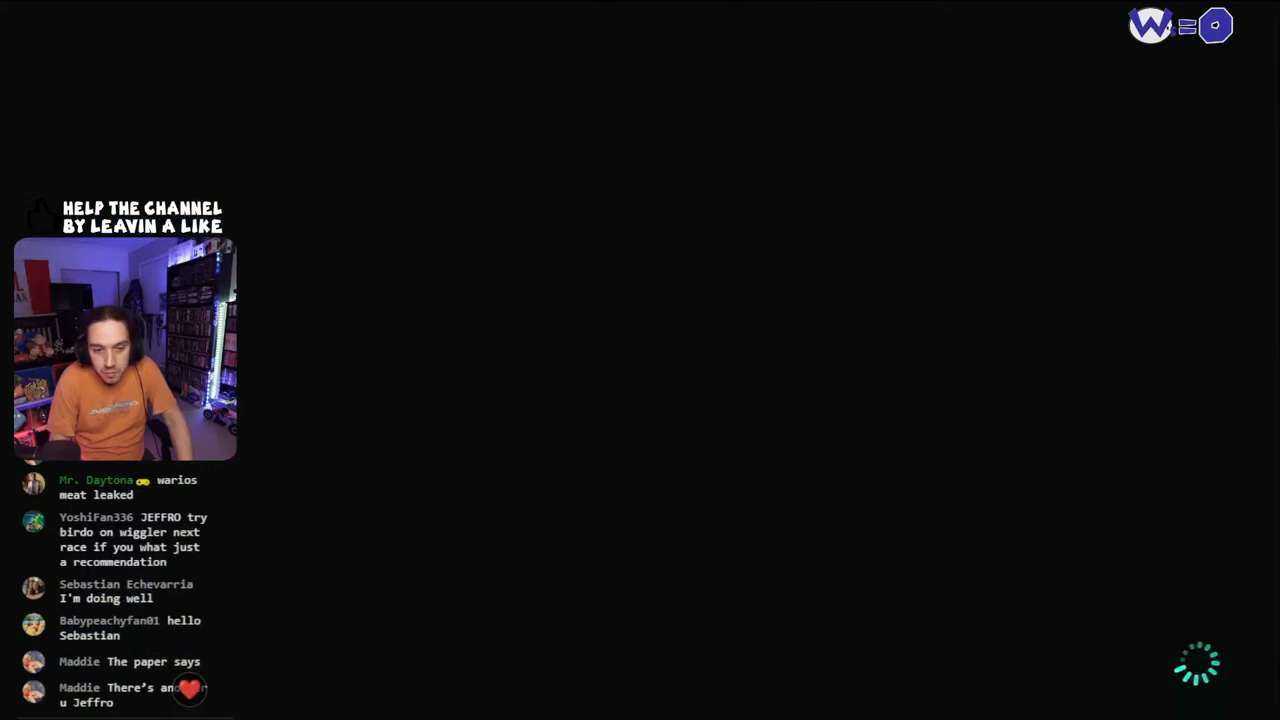 W=0
HELP THE CHANNEL
BY LEAVIN A LIKE
Mr. Daytona warios
meat leaked
YoshiFan336 JEFFRO try
birdo on wiggler next
race if you what just
a recommendation
Sebastian Echevarria
I'm doing well
Babypeachyfan01 hello
Sebastian
Maddie The paper says
Maddie There's
u Jeffro